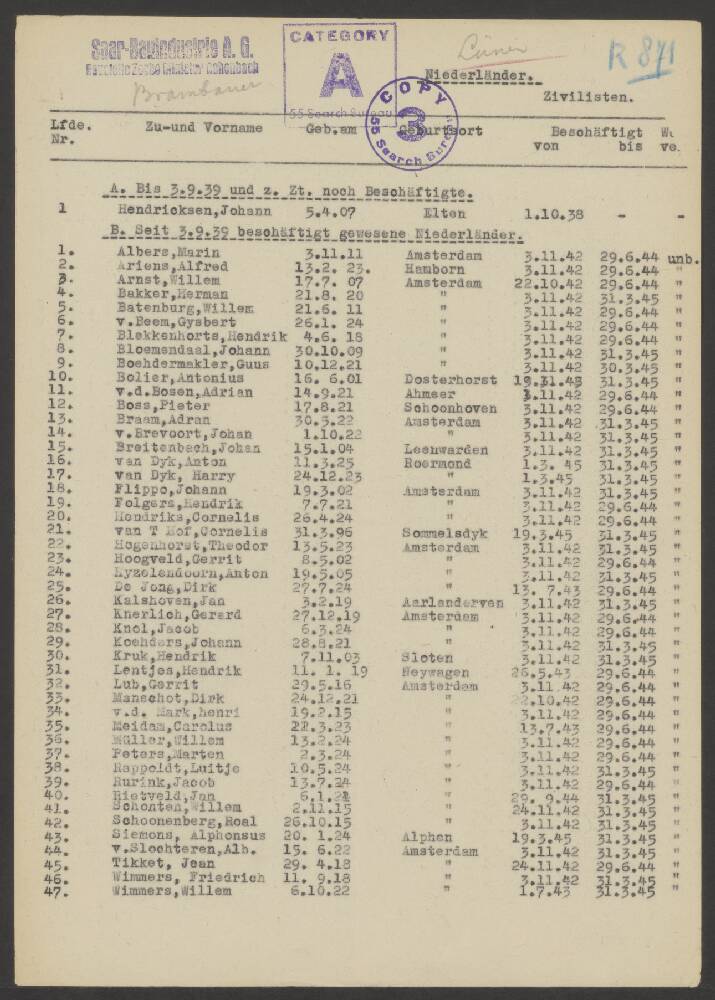 Saar-Bauindustrie A. G.
CATEGORY
A
55 Search Bureau
COPY
3
55 Search Bureau
Lünen
R 871
Brambauer
Niederländer.
Zivilisten.
Lfde. Zu-und Vorname Geb.am Geburtsort Beschäftigt
Nr. von bis ve.
A. Bis 3.9.39 und z. Zt. noch Beschäftigte.
1 Hendricksen,Johann 5.4.07 Elten 1.10.38 - -
B. Seit 3.9.39 beschäftigt gewesene Niederländer.
1. Albers,Marin 3.11.11 Amsterdam 3.11.42 29.6.44 unb.
2. Ariens,Alfred 13.2. 23. Hamborn 3.11.42 29.6.44 "
3. Arnst,Willem 17.7. 07 Amsterdam 22.10.42 29.6.44 "
4. Bakker,Herman 21.8. 20 " 3.11.42 31.3.45 "
5. Batenburg,Willem 21.6. 11 " 3.11.42 29.6.44 "
6. v.Beem,Gysbert 26.1. 24 " 3.11.42 29.6.44 "
7. Blekkenhorts,Hendrik 4.6. 18 " 3.11.42 29.6.44 "
8. Bloemendaal,Johann 30.10.09 " 3.11.42 31.3.45 "
9. Boehdermakler,Guus 10.12.21 " 3.11.42 30.3.45 "
10. Bolier,Antonius 16. 6.01 Oosterhorst 31.3.45 "
11. v.d.Bosen,Adrian 14.9.21 Ahmeer 3.11.42 29.6.44 "
12. Boss,Pieter 17.8.21 Schoonhoven 3.11.42 29.6.44 "
13. Braam,Adran 30.5.22 Amsterdam 3.11.42 31.3.45 "
14. v.Brevoort,Johan 1.10.22 " 3.11.42 31.3.45 "
15. Breitenbach,Johan 15.1.04 Leenwarden 3.11.42 31.3.45 "
16. van Dyk,Anton 11.3.25 Roermond 1.3. 45 31.3.45 "
17. van Dyk, Harry 24.12.23 " 1.3.45 31.3.45 "
18. Flippo,Johann 19.3.02 Amsterdam 3.11.42 31.3.45 "
19. Folgers,Hendrik 7.7.21 " 3.11.42 29.6.44 "
20. Hendriks,Cornelis 26.4.24 " 3.11.42 29.6.44 "
21. van T Hof,Cornelis 31.3.96 Sommelsdyk 19.3.45 31.3.45 "
22. Hogenhorst,Theodor 13.5.23 Amsterdam 3.11.42 31.3.45 "
23. Hoogveld,Gerrit 8.5.02 " 3.11.42 29.6.44 "
24. Kyzelendoorn,Anton 19.5.05 " 3.11.42 31.3.45 "
25. De Jong,Dirk 27.7.24 " 13. 7.43 29.6.44 "
26. Kalshoven,Jan 3.2.19 Aarlanderven 3.11.42 31.3.45 "
27. Knerlich,Gererd 27.12.19 Amsterdam 3.11.42 29.6.44 "
28. Knol,Jacob 6.3.24 " 3.11.42 29.6.44 "
29. Koehders,Johann 28.8.21 " 3.11.42 31.3.45 "
30. Kruk,Hendrik 7.11.03 Sloten 3.11.42 31.3.45 "
31. Lentjes,Hendrik 11. 1. 19 Heywagen 26.5.43 29.6.44 "
32. Lub,Gerrit 29.5.16 Amsterdam 3.11.42 29.6.44 "
33. Manschot,Dirk 24.12.21 " 22.10.42 29.6.44 "
34. v.d. Mark,henri 19.2.15 " 3.11.42 29.6.44 "
35. Meidam,Carolus 22.3.23 " 13.7.43 29.6.44 "
36. Müller,Willem 13.2.24 " 3.11.42 29.6.44 "
37. Peters,Marten 2.3.24 " 3.11.42 29.6.44 "
38. Rappoldt,Luitje 10.5.24 " 3.11.42 31.3.45 "
39. Rurink,Jacob 13.7.24 " 3.11.42 29.6.44 "
40. Rietveld,Jan " 29. 9.44 31.3.45 "
41. Schonten,Willem 2.11.15 " 24.11.42 31.3.45 "
42. Schoonenberg,Roal 26.10.15 " 3.11.42 31.3.45 "
43. Siemons, Alphonsus 20. 1.24 Alphen 19.3.45 31.3.45 "
44. v.Slochteren,Alb. 15. 6.22 Amsterdam 3.11.42 31.3.45 "
45. Tikket, Jean 29. 4.18 " 24.11.42 29.6.44 "
46. Wimmers, Friedrich 11. 9.18 " 3.11.42 31.3.45 "
47. Wimmers,Willem 6.10.22 " 1.7.43 31.3.45 "